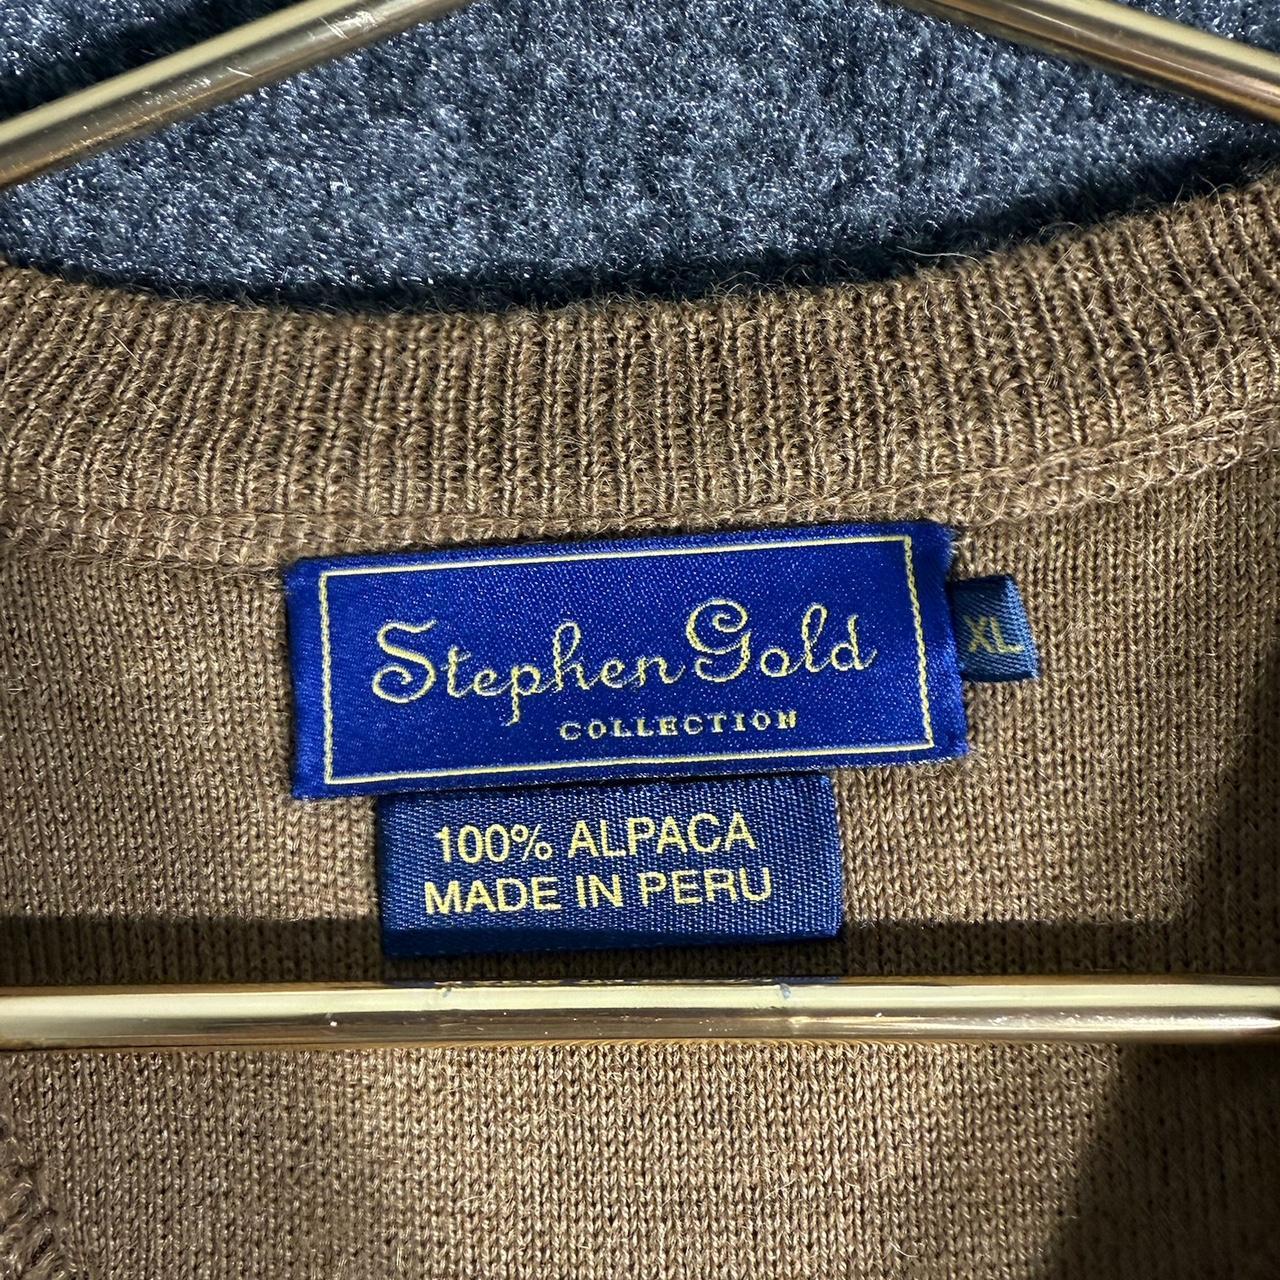 Stephen Gold
COLLECTION
XL
100% ALPACA
MADE IN PERU